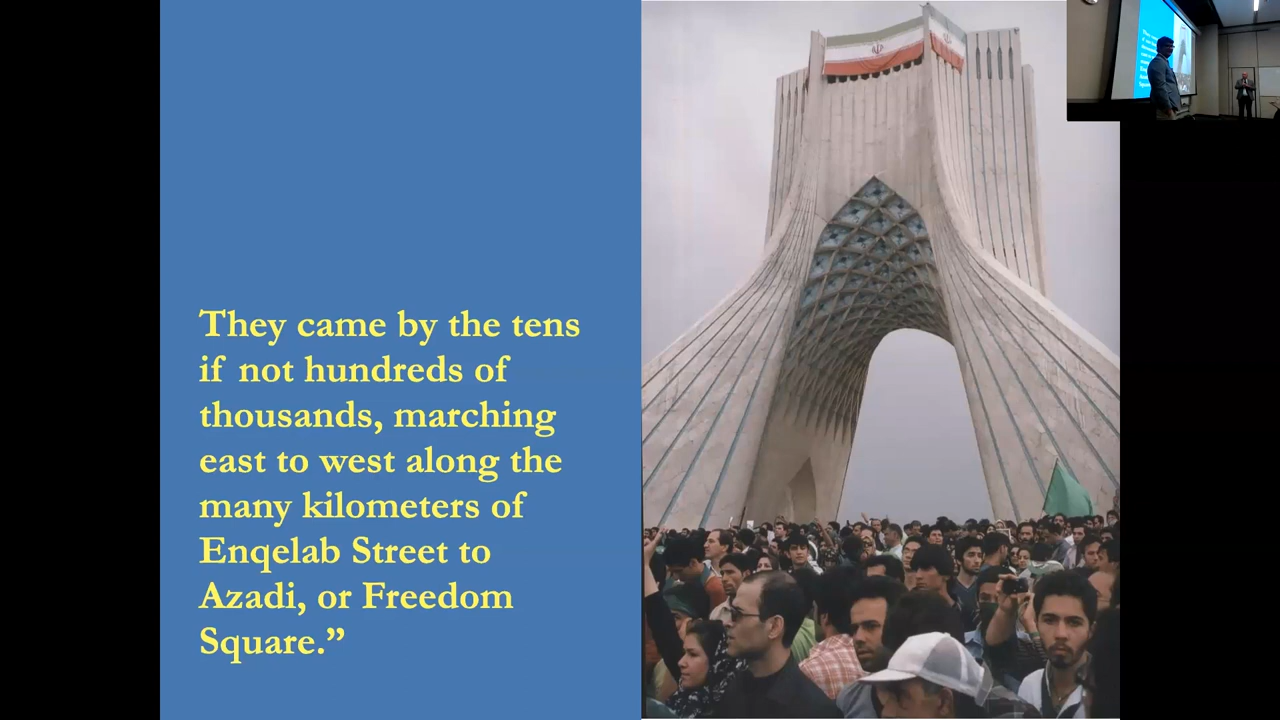 They came by the tens
if not hundreds of
thousands, marching
east to west along the
many kilometers of
Enqelab Street to
Azadi, or Freedom
Square.”